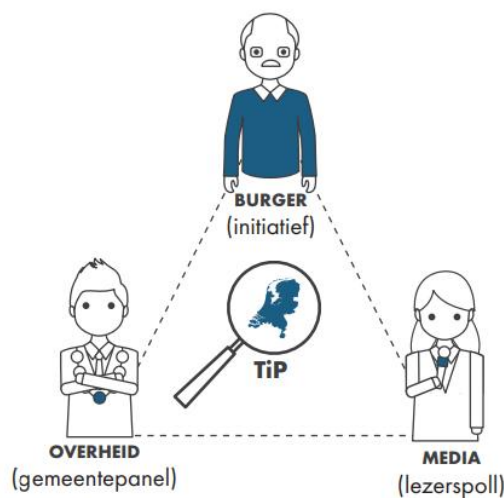 BURGER
(initiatief)
TiP
OVERHEID
(gemeentepanel)
MEDIA
(lezerspoll)